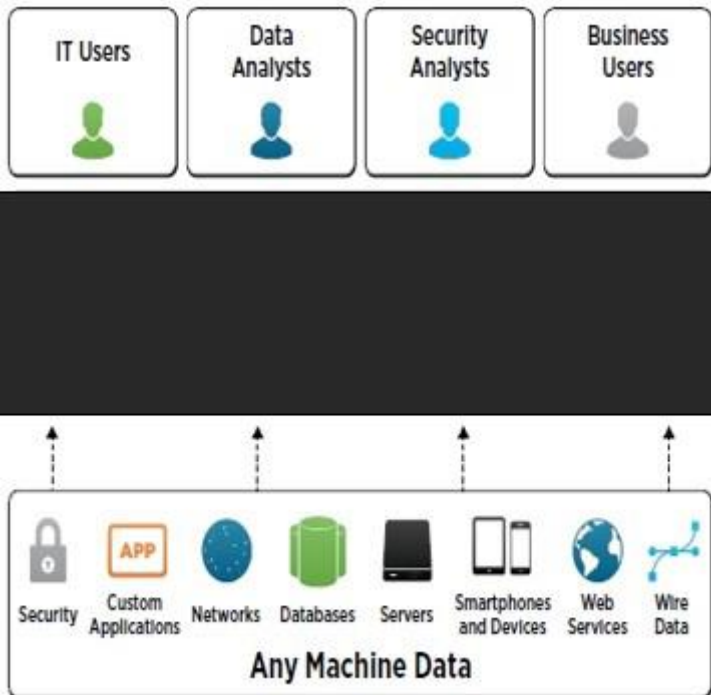 IT Users
Data
Analysts
Security
Analysts
Business
Users
APP
Security
Custom
Applications
Networks
Databases
Servers
Smartphones
and Devices
Web
Services
Wire
Data
Any Machine Data